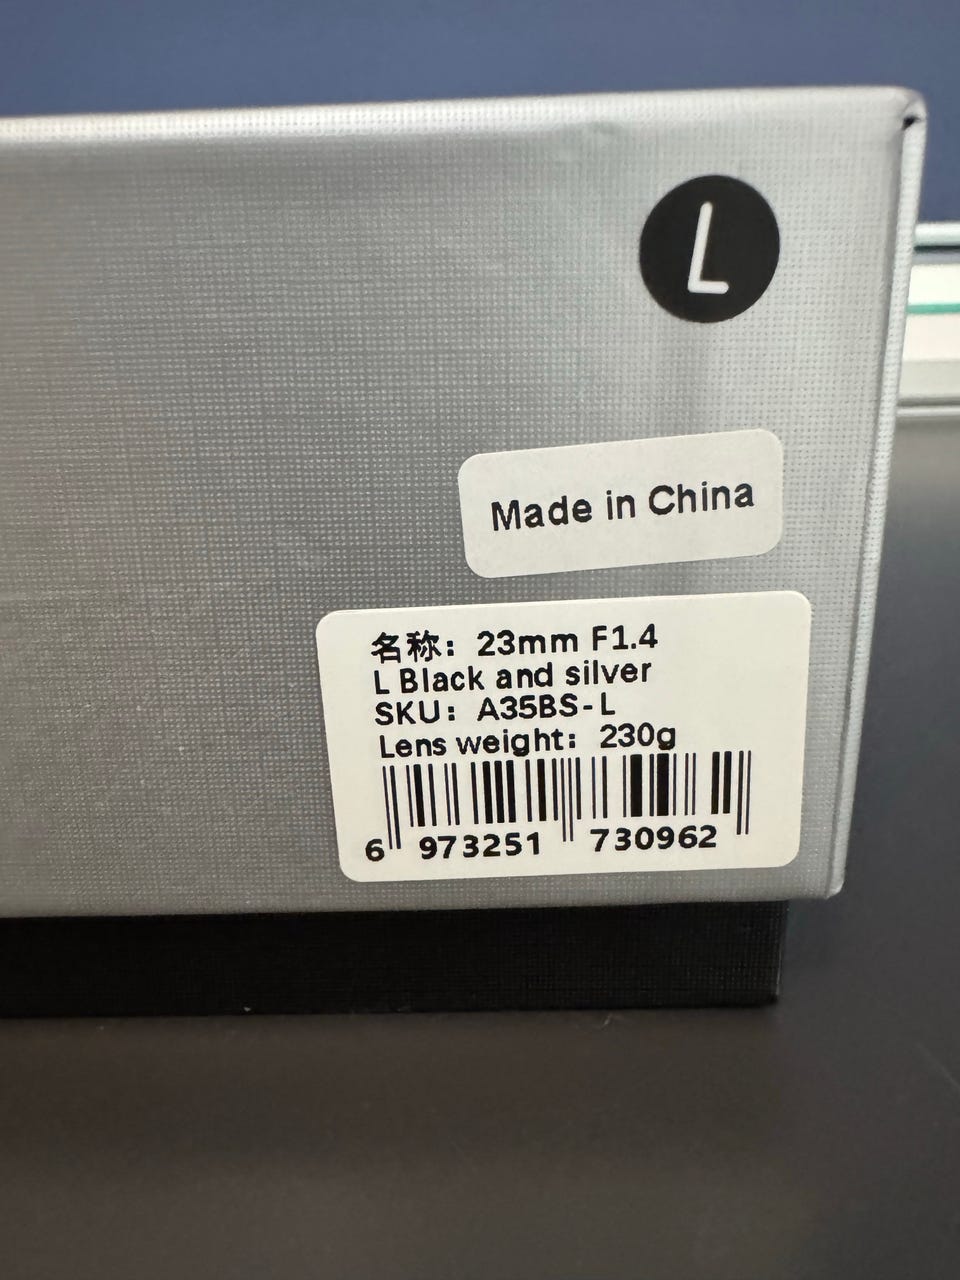 L
Made in China
名称：23mm F1.4
L Black and silver
SKU：A35BS-L
Lens weight：230g
6 973251 730962